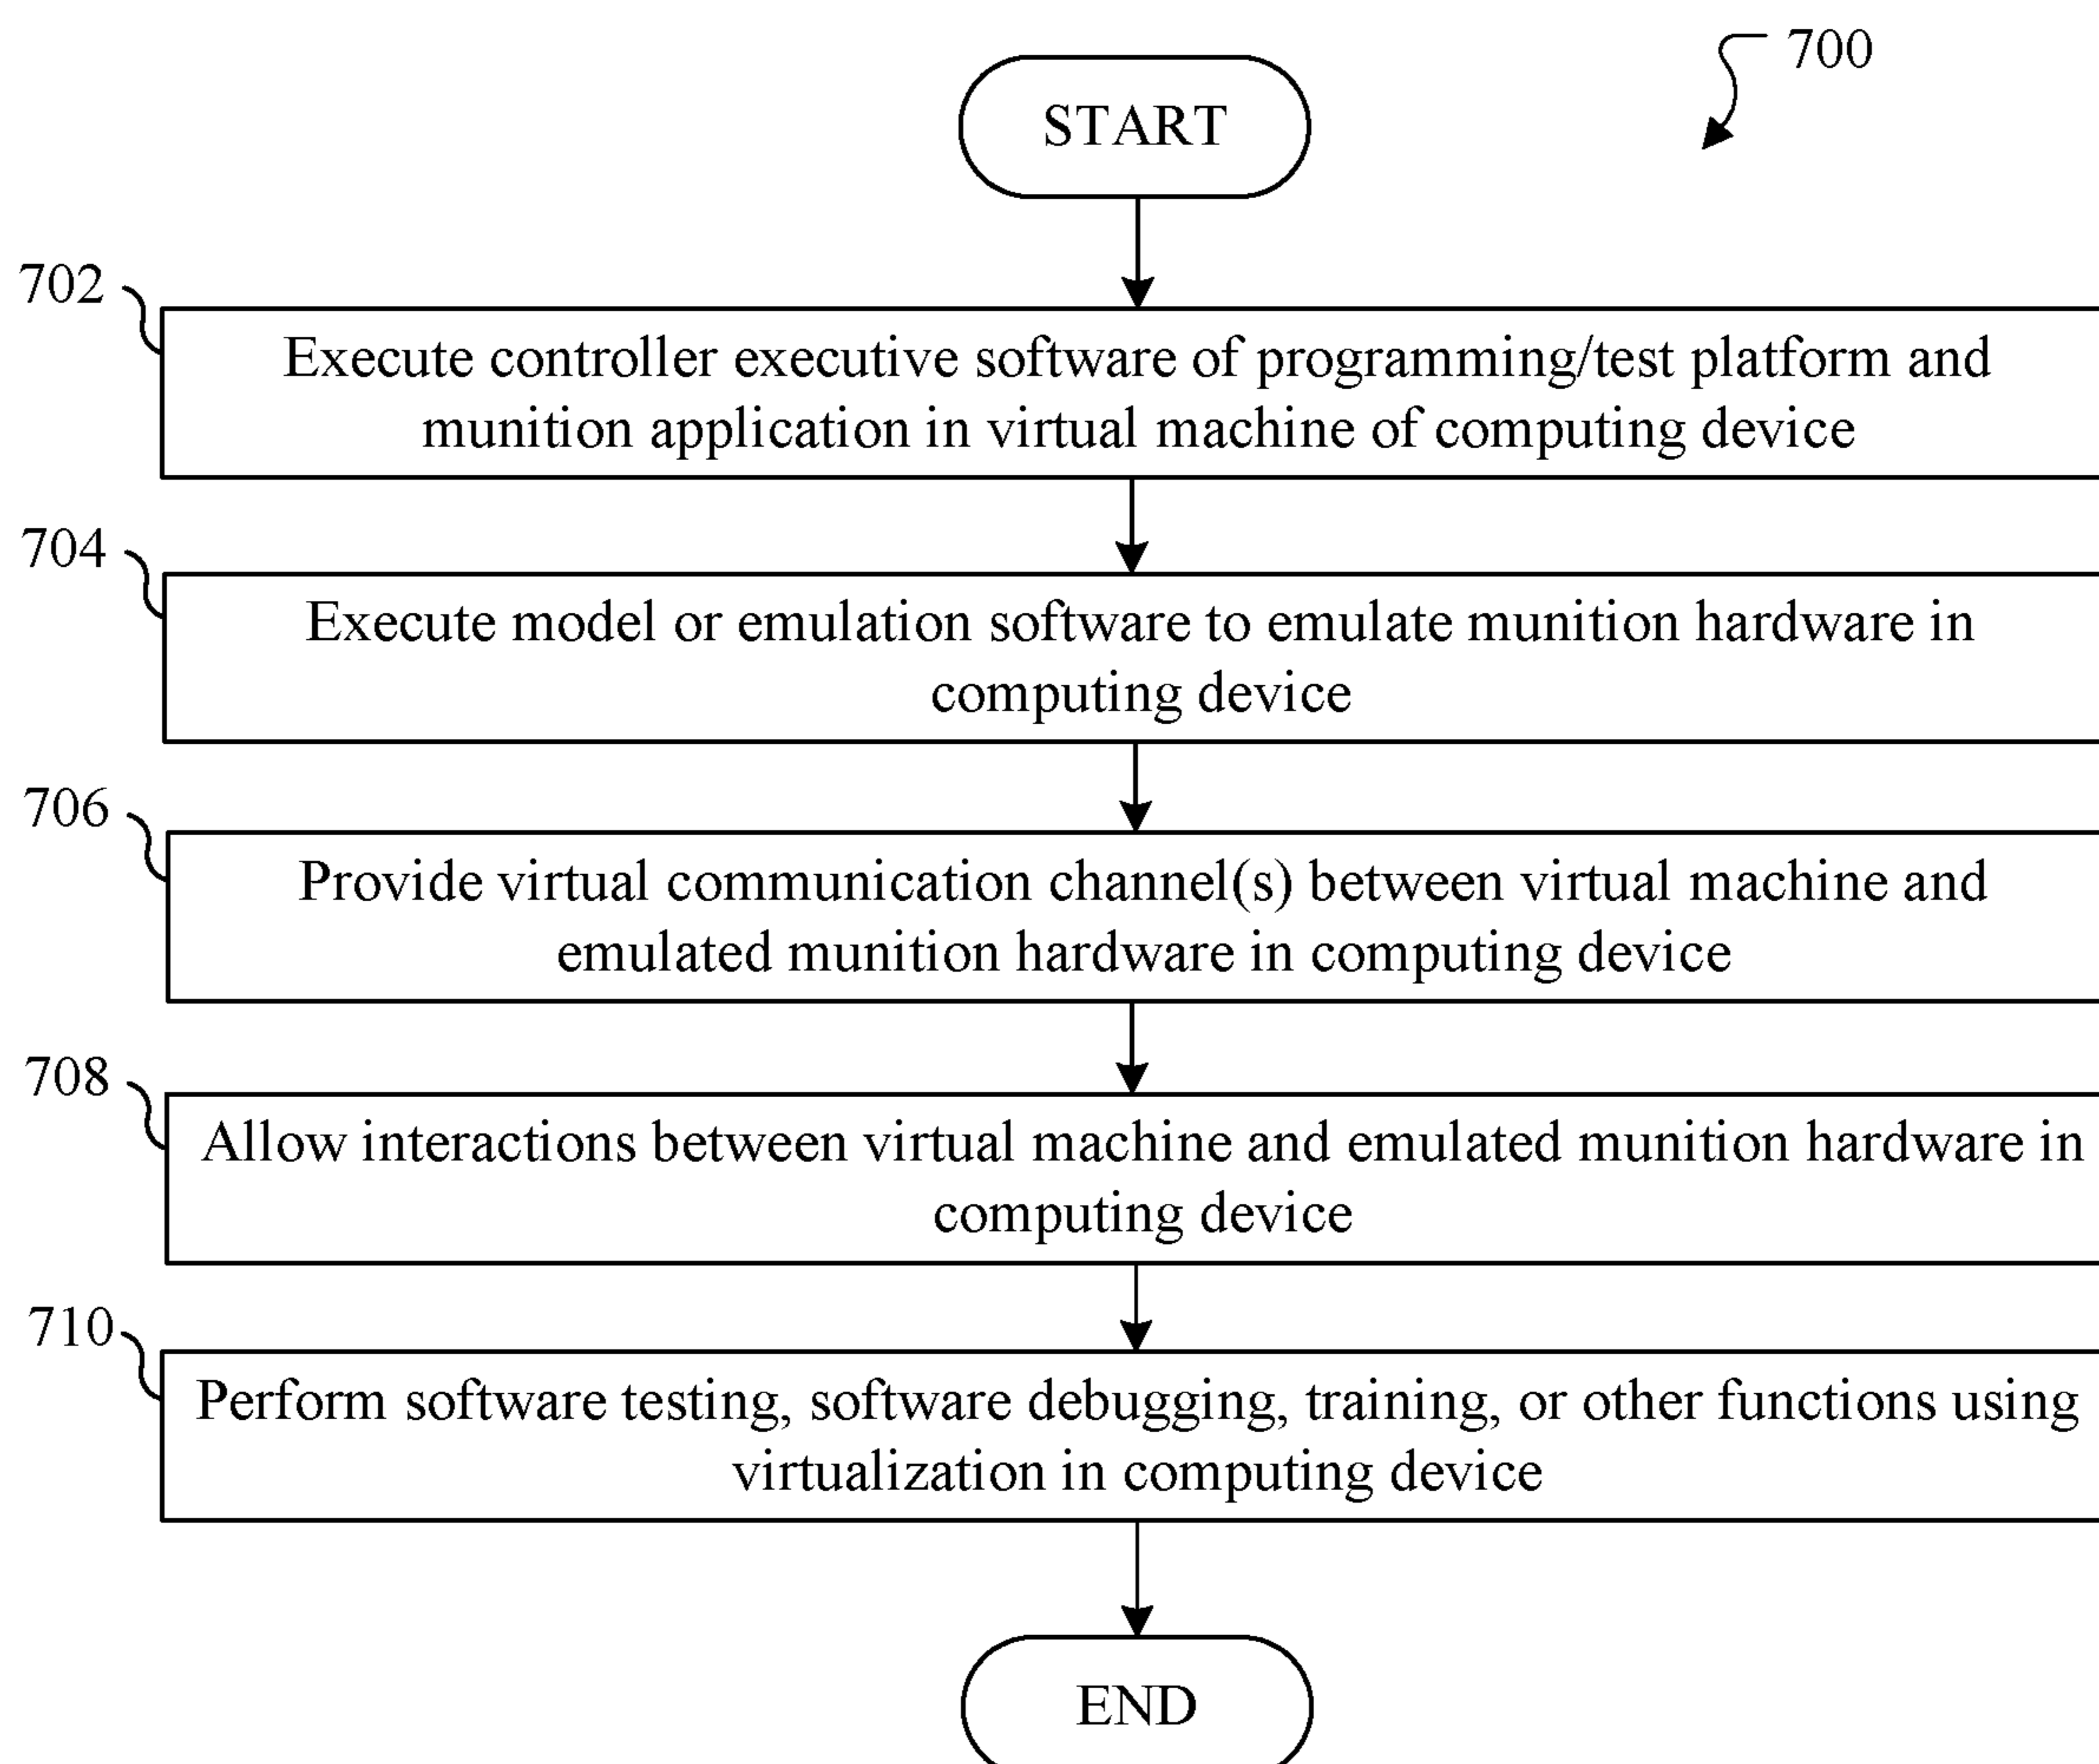 700
START
702
Execute controller executive software of programming/test platform and
munition application in virtual machine of computing device
704
Execute model or emulation software to emulate munition hardware in
computing device
706
Provide virtual communication channel(s) between virtual machine and
emulated munition hardware in computing device
708
Allow interactions between virtual machine and emulated munition hardware in
computing device
710
Perform software testing, software debugging, training, or other functions using
virtualization in computing device
END